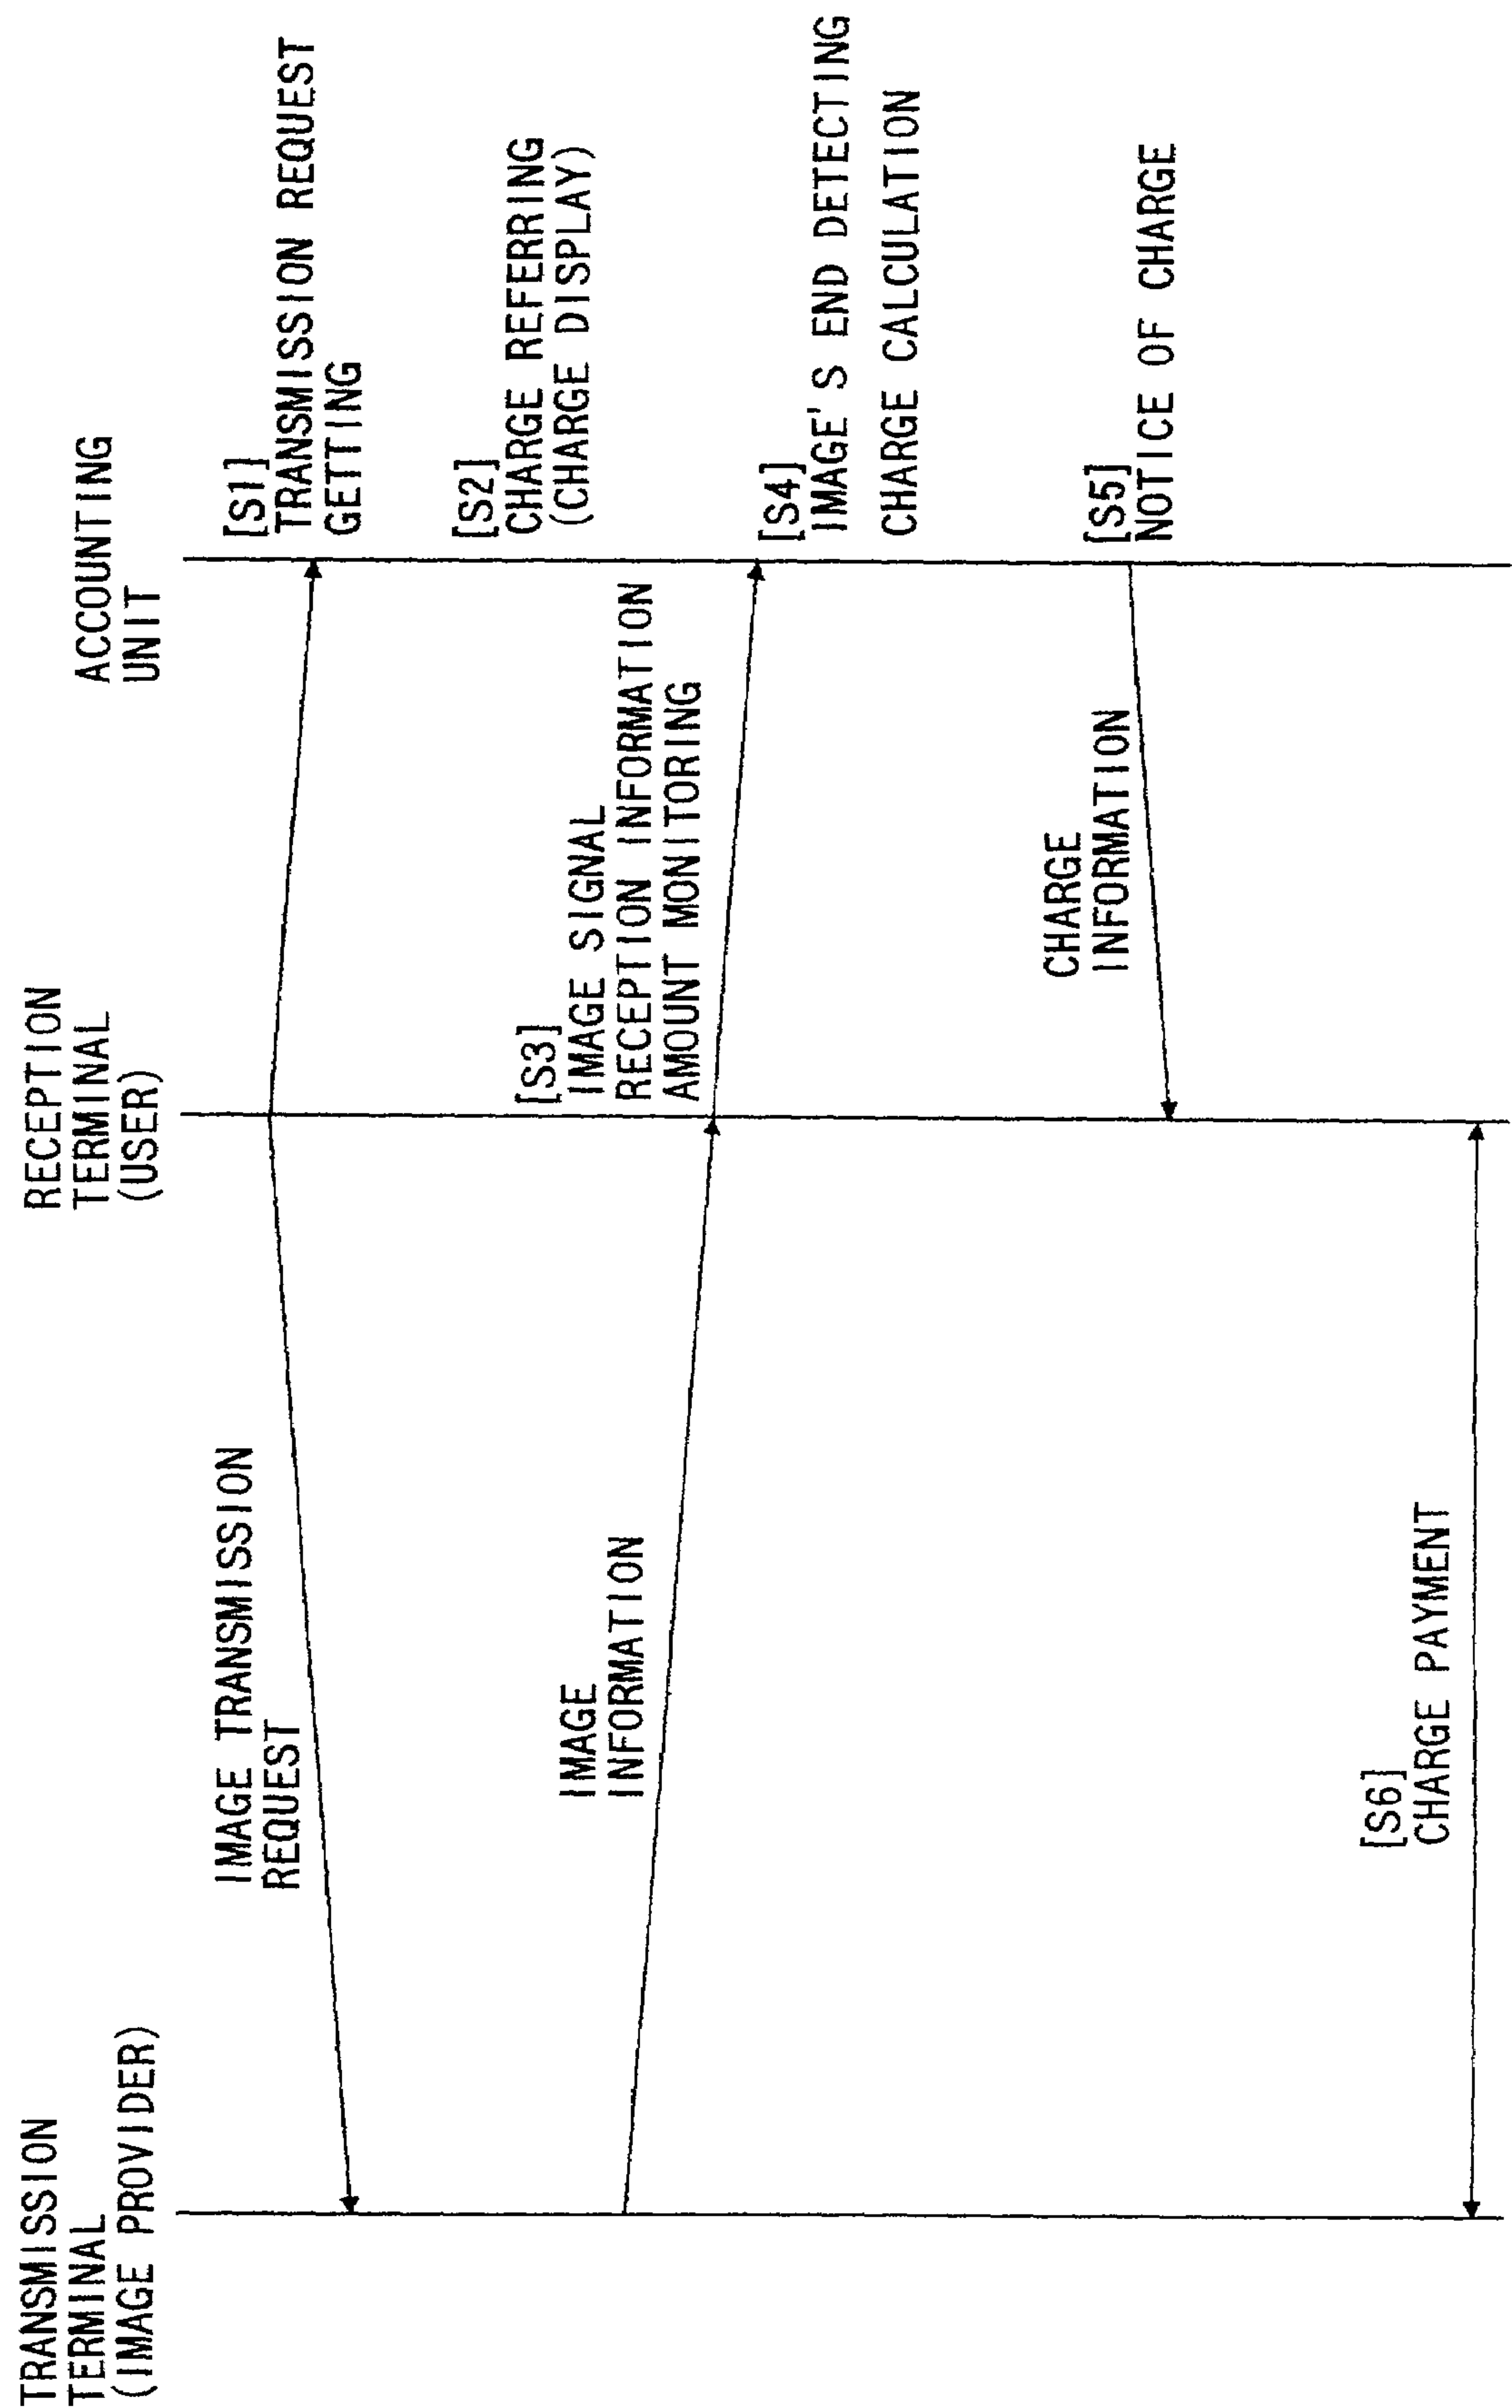 TRANSMISSION
TERMINAL
(IMAGE PROVIDER)
RECEPTION
TERMINAL
(USER)
ACCOUNTING
UNIT
IMAGE TRANSMISSION
REQUEST
[S1]
TRANSMISSION REQUEST
GETTING
[S2]
CHARGE REFERRING
(CHARGE DISPLAY)
IMAGE
INFORMATION
[S3]
IMAGE SIGNAL
RECEPTION INFORMATION
AMOUNT MONITORING
[S4]
IMAGE'S END DETECTING
CHARGE CALCULATION
CHARGE
INFORMATION
[S5]
NOTICE OF CHARGE
[S6]
CHARGE PAYMENT